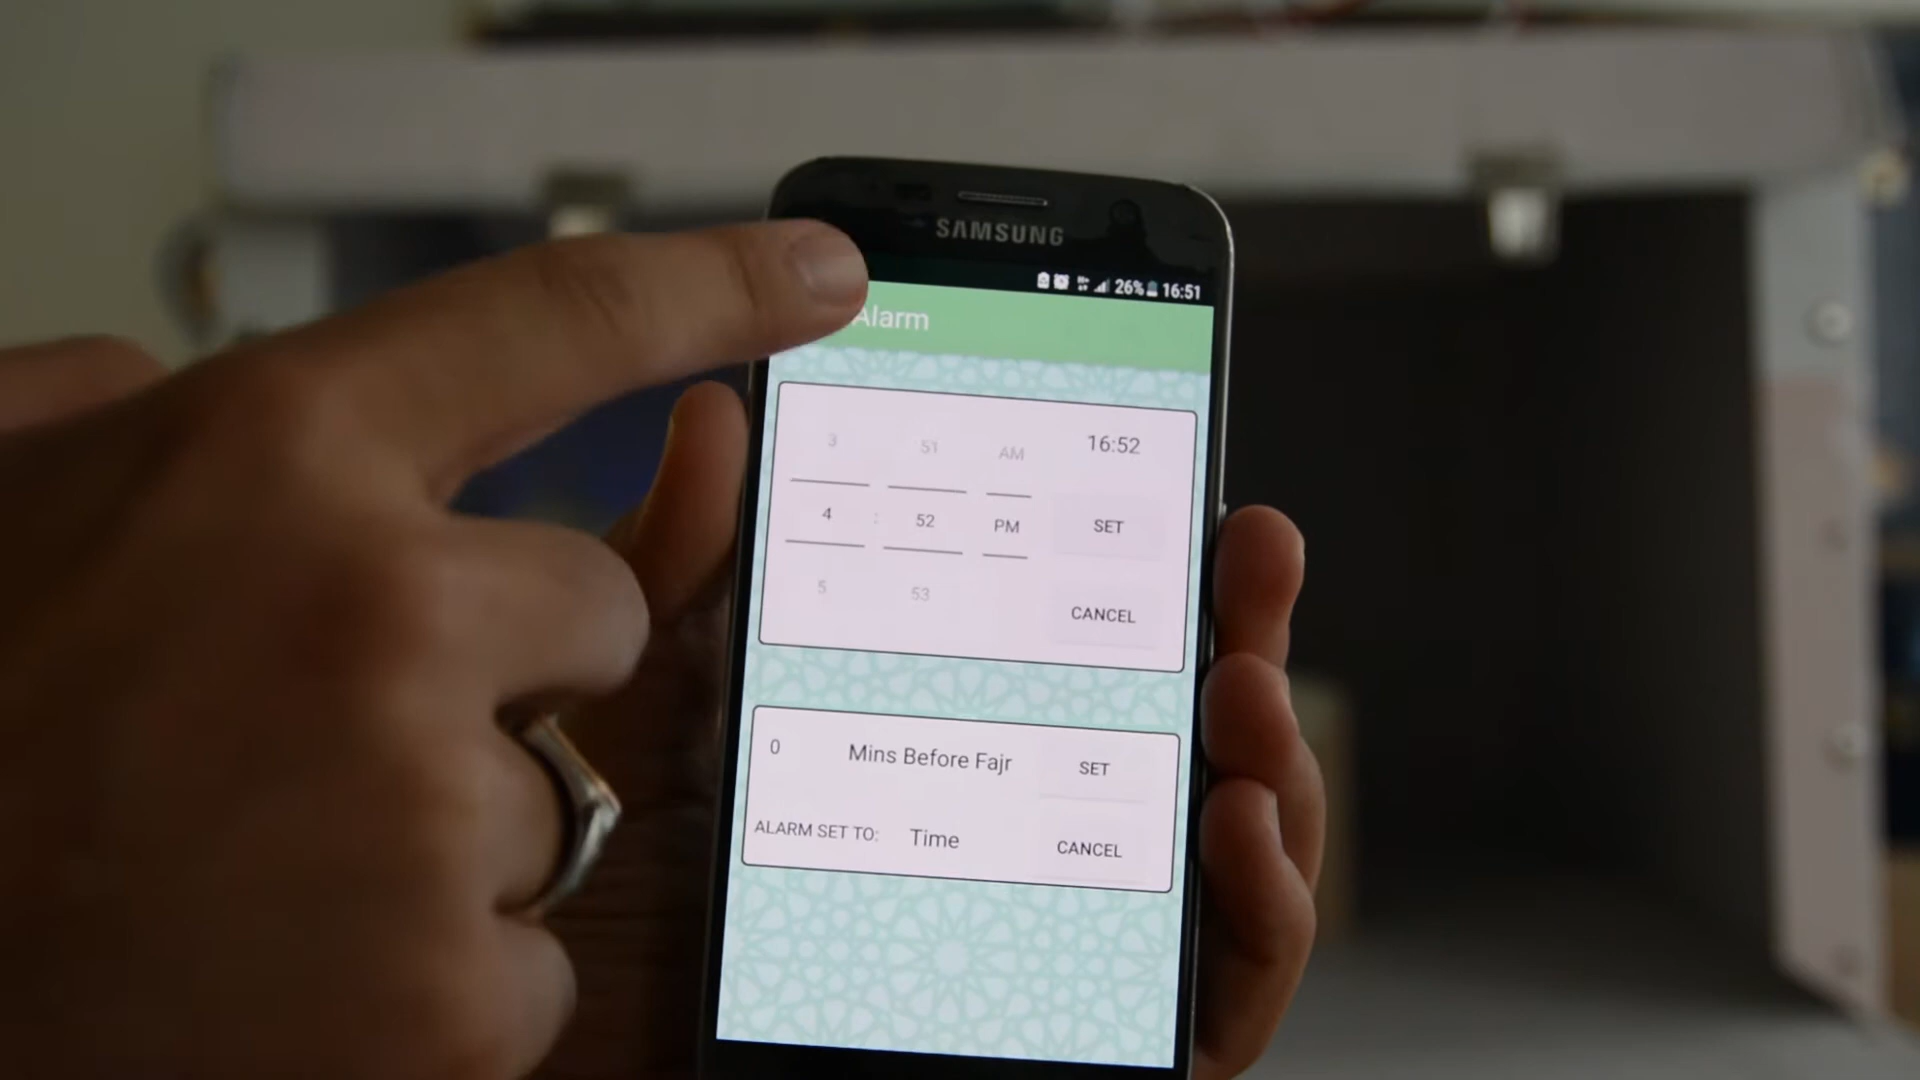 SAMSUNG
26% 16:51
Alarm
3 51 AM 16:52
4 : 52 PM SET
5 53 CANCEL
0 Mins Before Fajr SET
ALARM SET TO: Time CANCEL